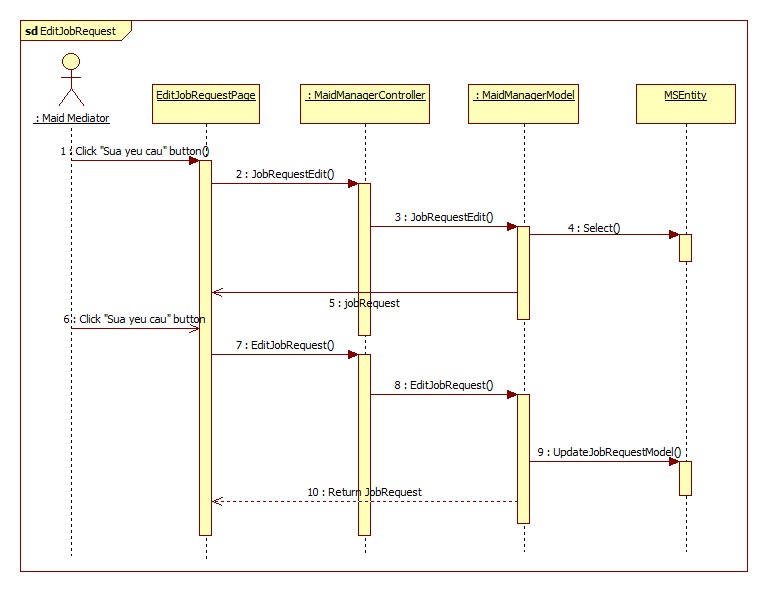 sd EditJobRequest
: Maid Mediator
EditJobRequestPage
: MaidManagerController
: MaidManagerModel
MSEntity
1 : Click "Sua yeu cau" button()
2 : JobRequestEdit()
3 : JobRequestEdit()
4 : Select()
5 : jobRequest
6 : Click "Sua yeu cau" button
7 : EditJobRequest()
8 : EditJobRequest()
9 : UpdateJobRequestModel()
10 : Return JobRequest